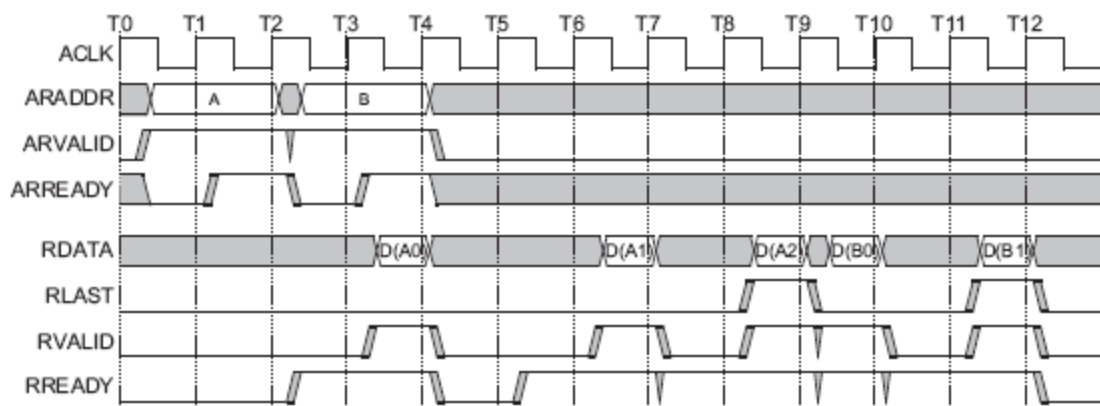 T0 T1 T2 T3 T4 T5 T6 T7 T8 T9 T10 T11 T12
ACLK
ARADDR A B
ARVALID
ARREADY
RDATA D(A0) D(A1) D(A2) D(B0) D(B1)
RLAST
RVALID
RREADY